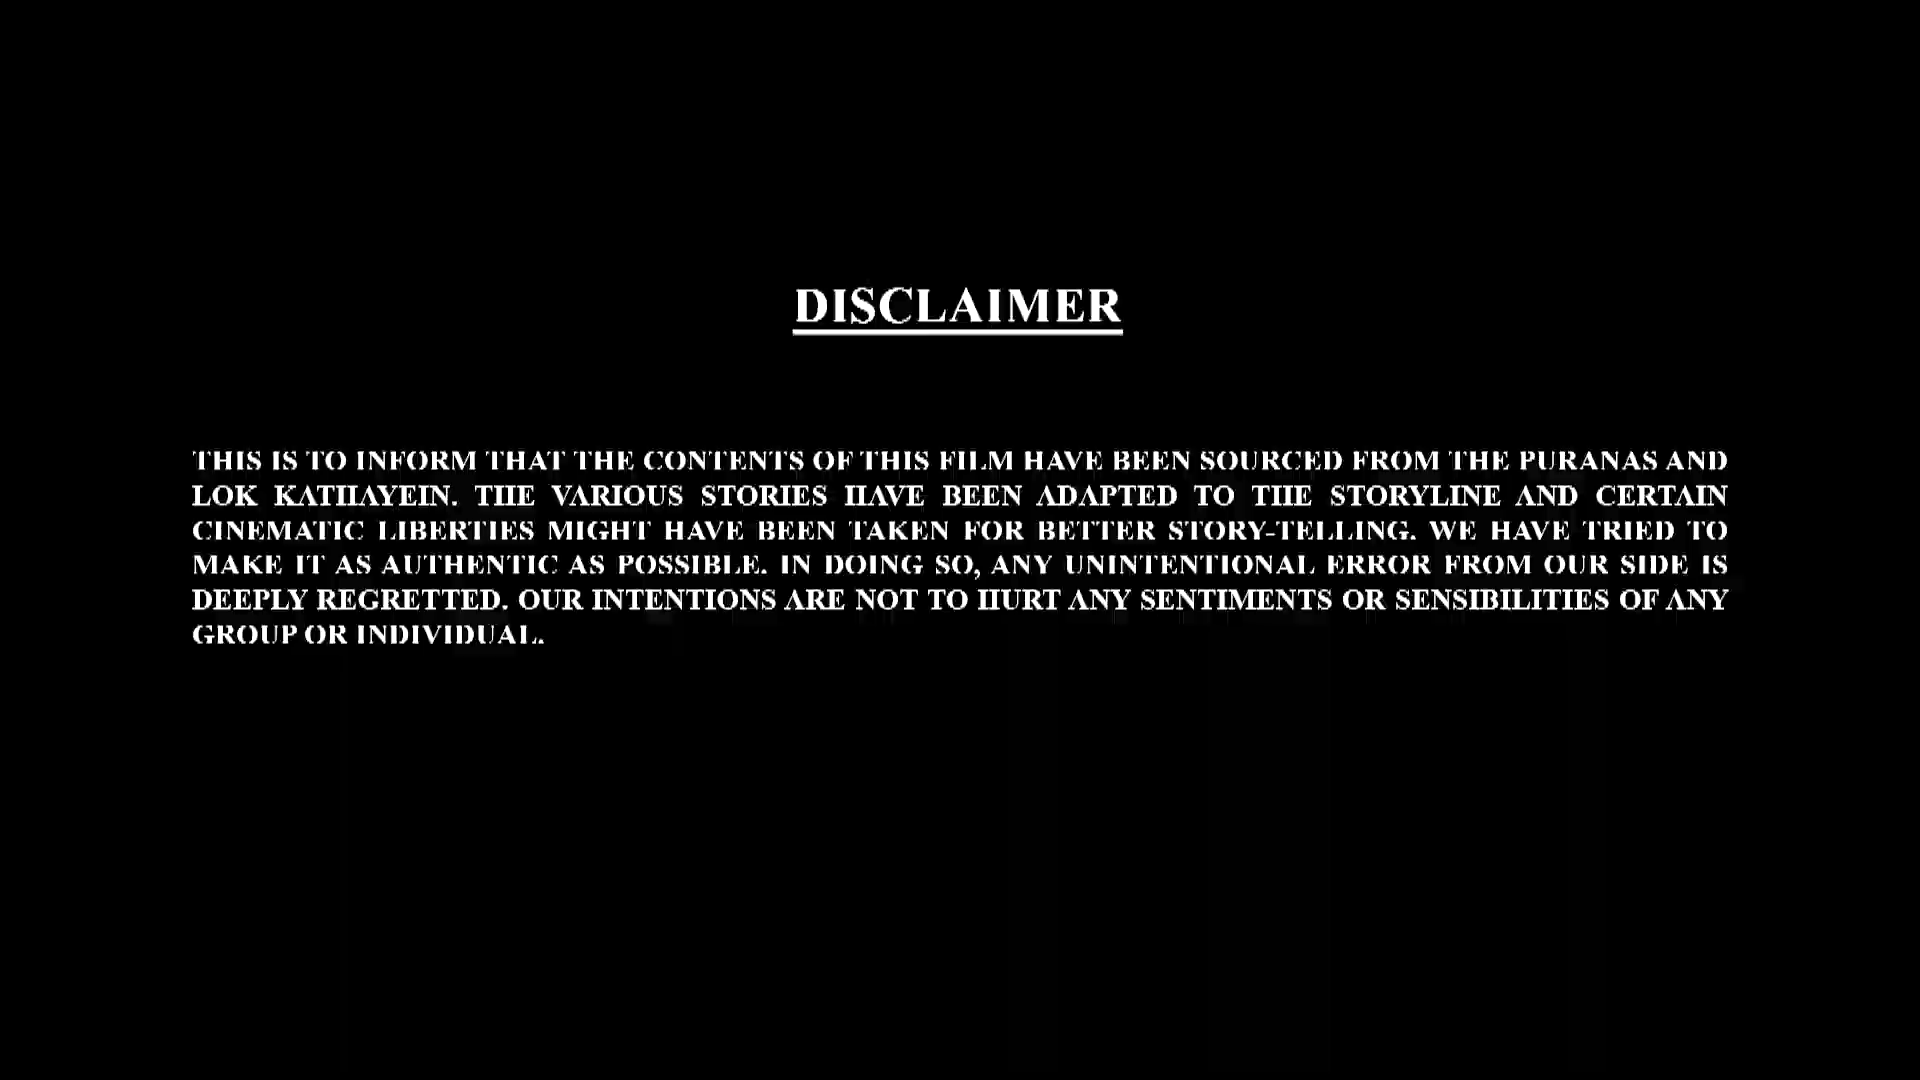 DISCLAIMER
THIS IS TO INFORM THAT THE CONTENTS OF THIS FILM HAVE BEEN SOURCED FROM THE PURANAS AND
LOK KATHAYEIN. THE VARIOUS STORIES HAVE BEEN ADAPTED TO THE STORYLINE AND CERTAIN
CINEMATIC LIBERTIES MIGHT HAVE BEEN TAKEN FOR BETTER STORY-TELLING. WE HAVE TRIED TO
MAKE IT AS AUTHENTIC AS POSSIBLE. IN DOING SO, ANY UNINTENTIONAL ERROR FROM OUR SIDE IS
DEEPLY REGRETTED. OUR INTENTIONS ARE NOT TO HURT ANY SENTIMENTS OR SENSIBILITIES OF ANY
GROUP OR INDIVIDUAL.